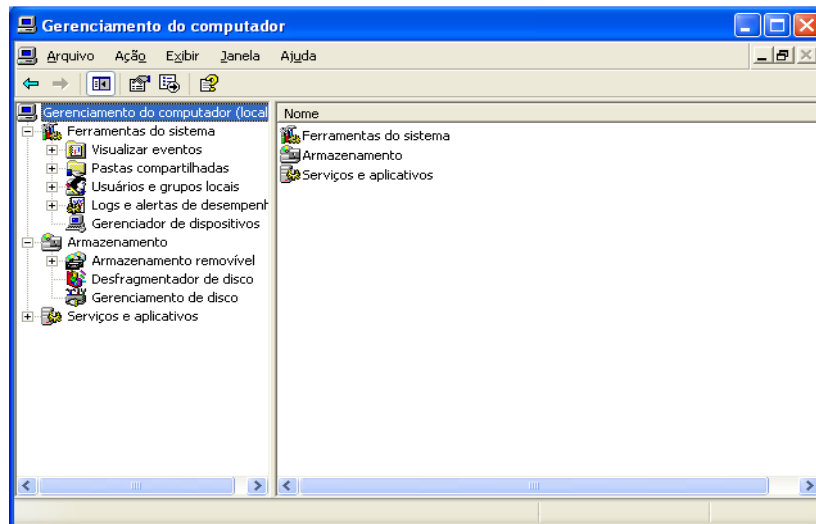 Gerenciamento do computador
Arquivo Ação Exibir Janela Ajuda
Gerenciamento do computador (local
Ferramentas do sistema
Visualizar eventos
Pastas compartilhadas
Usuários e grupos locais
Logs e alertas de desempenh
Gerenciador de dispositivos
Armazenamento
Armazenamento removível
Desfragmentador de disco
Gerenciamento de disco
Serviços e aplicativos
Nome
Ferramentas do sistema
Armazenamento
Serviços e aplicativos